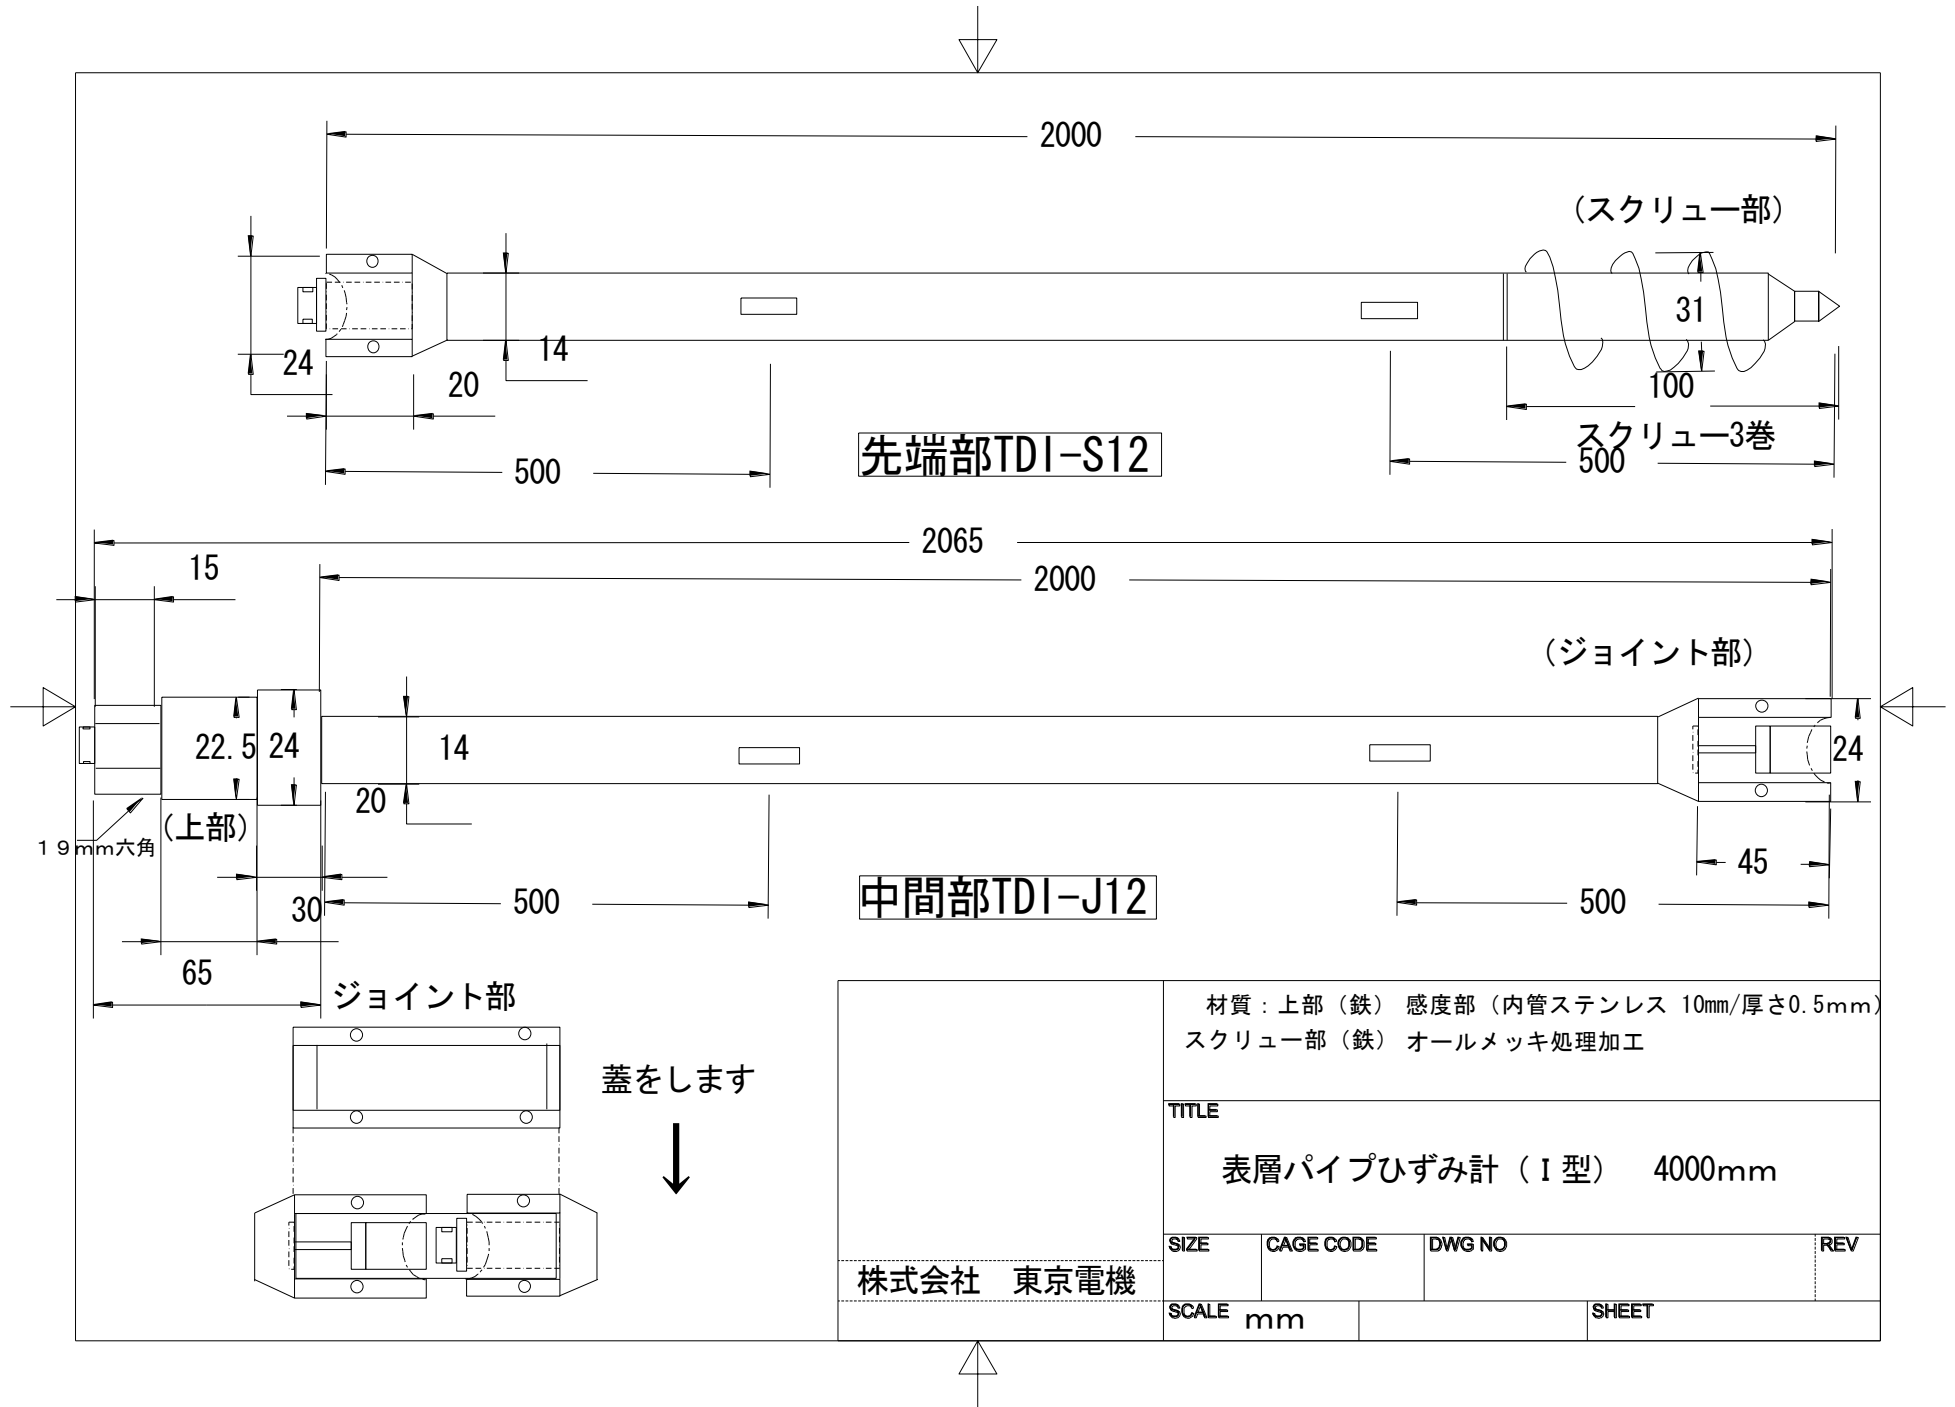 2000
(スクリュー部)
31
24
14
20
100
スクリュー3巻
500
先端部TDI-S12
500
2065
15
2000
(ジョイント部)
22.5
24
14
24
20
(上部)
19mm六角
45
30
500
中間部TDI-J12
500
65
ジョイント部
蓋をします
材質：上部（鉄） 感度部（内管ステンレス 10mm/厚さ0.5mm）
スクリュー部（鉄） オールメッキ処理加工
TITLE
表層パイプひずみ計（Ⅰ型） 4000mm
SIZE
CAGE CODE
DWG NO
REV
株式会社 東京電機
SCALE mm
SHEET